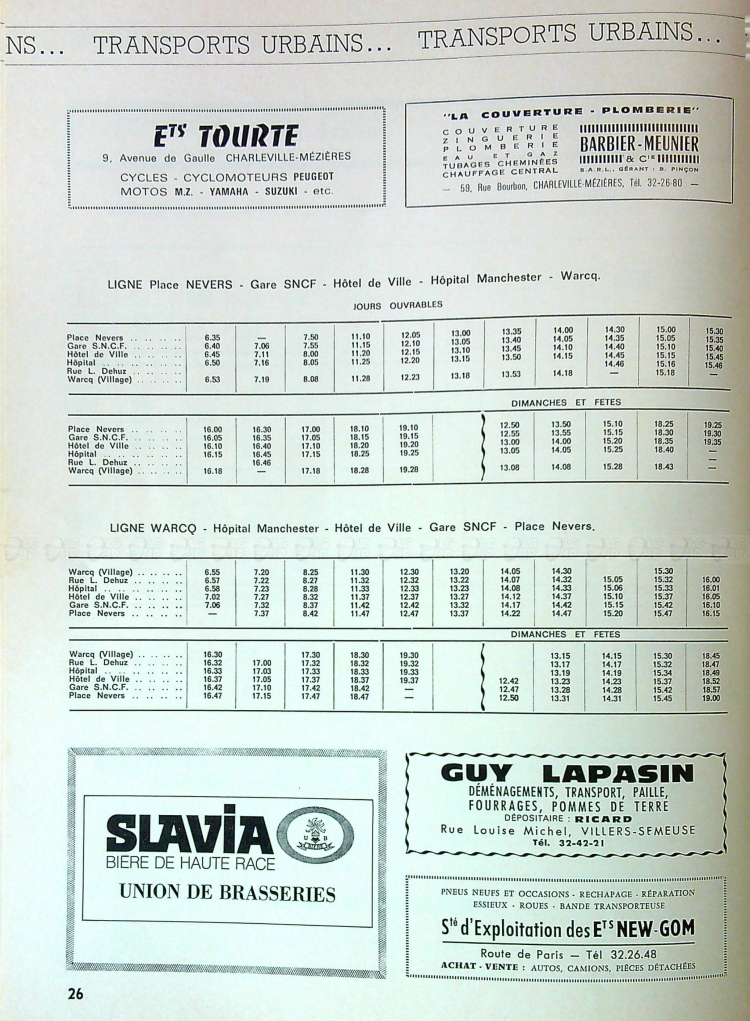 NS... TRANSPORTS URBAINS... TRANSPORTS URBAINS...
ETS TOURTE
9, Avenue de Gaulle CHARLEVILLE-MÉZIÈRES
CYCLES - CYCLOMOTEURS PEUGEOT
MOTOS M.Z. - YAMAHA - SUZUKI - etc.
"LA COUVERTURE - PLOMBERIE"
COUVERTURE
ZINGUERIE
PLOMBERIE
EAU ET GAZ
TUBAGES CHEMINÉES
CHAUFFAGE CENTRAL
BARBIER-MEUNIER
& Cie
S.A.R.L., GÉRANT : B. PINÇON
— 59, Rue Bourbon, CHARLEVILLE-MÉZIÈRES, Tél. 32-26-80 —
LIGNE Place NEVERS - Gare SNCF - Hôtel de Ville - Hôpital Manchester - Warcq.
JOURS OUVRABLES
Place Nevers . . . . . . 6.35 — 7.50 11.10 12.05 13.00 13.35 14.00 14.30 15.00 15.30
Gare S.N.C.F. . . . . . . 6.40 7.06 7.55 11.15 12.10 13.05 13.40 14.05 14.35 15.05 15.35
Hôtel de Ville . . . . . . 6.45 7.11 8.00 11.20 12.15 13.10 13.45 14.10 14.40 15.10 15.40
Hôpital . . . . . . 6.50 7.16 8.05 11.25 12.20 13.15 13.50 14.15 14.45 15.15 15.45
Rue L. Dehuz . . . . . . 14.46 15.16 15.46
Warcq (Village) . . . . . . 6.53 7.19 8.08 11.28 12.23 13.18 13.53 14.18 — 15.18 —
DIMANCHES ET FETES
Place Nevers . . . . . . 16.00 16.30 17.00 18.10 19.10 12.50 13.50 15.10 18.25 19.25
Gare S.N.C.F. . . . . . . 16.05 16.35 17.05 18.15 19.15 12.55 13.55 15.15 18.30 19.30
Hôtel de Ville . . . . . . 16.10 16.40 17.10 18.20 19.20 13.00 14.00 15.20 18.35 19.35
Hôpital . . . . . . 16.15 16.45 17.15 18.25 19.25 13.05 14.05 15.25 18.40 —
Rue L. Dehuz . . . . . . 16.46 —
Warcq (Village) . . . . . . 16.18 — 17.18 18.28 19.28 13.08 14.08 15.28 18.43 —
LIGNE WARCQ - Hôpital Manchester - Hôtel de Ville - Gare SNCF - Place Nevers.
Warcq (Village) . . . . . . 6.55 7.20 8.25 11.30 12.30 13.20 14.05 14.30 15.30
Rue L. Dehuz . . . . . . 6.57 7.22 8.27 11.32 12.32 13.22 14.07 14.32 15.05 15.32 16.00
Hôpital . . . . . . 6.58 7.23 8.28 11.33 12.33 13.23 14.08 14.33 15.06 15.33 16.01
Hôtel de Ville . . . . . . 7.02 7.27 8.32 11.37 12.37 13.27 14.12 14.37 15.10 15.37 16.05
Gare S.N.C.F. . . . . . . 7.06 7.32 8.37 11.42 12.42 13.32 14.17 14.42 15.15 15.42 16.10
Place Nevers . . . . . . — 7.37 8.42 11.47 12.47 13.37 14.22 14.47 15.20 15.47 16.15
DIMANCHES ET FETES
Warcq (Village) . . . . . . 16.30 17.30 18.30 19.30 13.15 14.15 15.30 18.45
Rue L. Dehuz . . . . . . 16.32 17.00 17.32 18.32 19.32 13.17 14.17 15.32 18.47
Hôpital . . . . . . 16.33 17.03 17.33 18.33 19.33 13.19 14.19 15.34 18.49
Hôtel de Ville . . . . . . 16.37 17.05 17.37 18.37 19.37 12.42 13.23 14.23 15.37 18.52
Gare S.N.C.F. . . . . . . 16.42 17.10 17.42 18.42 — 12.47 13.28 14.28 15.42 18.57
Place Nevers . . . . . . 16.47 17.15 17.47 18.47 — 12.50 13.31 14.31 15.45 19.00
SLAVIA
BIÈRE DE HAUTE RACE
UNION DE BRASSERIES
GUY LAPASIN
DÉMÉNAGEMENTS, TRANSPORT, PAILLE,
FOURRAGES, POMMES DE TERRE
DÉPOSITAIRE : RICARD
Rue Louise Michel, VILLERS-SEMEUSE
Tél. 32-42-21
PNEUS NEUFS ET OCCASIONS - RECHAPAGE - RÉPARATION
ESSIEUX - ROUES - BANDE TRANSPORTEUSE
Sté d'Exploitation des ETS NEW-GOM
Route de Paris — Tél 32.26.48
ACHAT - VENTE : AUTOS, CAMIONS, PIÈCES DÉTACHÉES
26